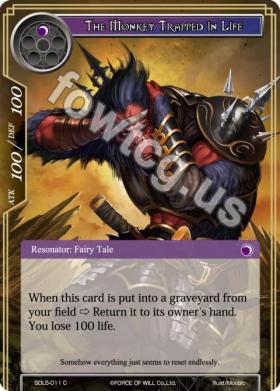 The Monkey Trapped in Life
ATK 100 / DEF 100
fowtcg.us
Resonator: Fairy Tale
When this card is put into a graveyard from
your field ⇨ Return it to its owner's hand.
You lose 100 life.
Somehow everything just seems to reset endlessly.
SDL5-011 C ©FORCE OF WILL Co.,Ltd. Illust/Moopic